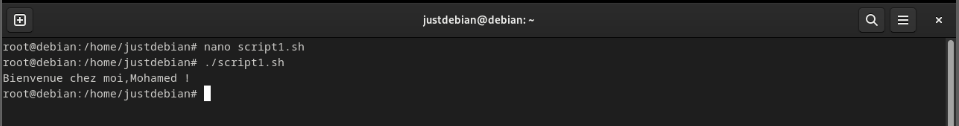 justdebian@debian: ~
root@debian:/home/justdebian# nano script1.sh
root@debian:/home/justdebian# ./script1.sh
Bienvenue chez moi,Mohamed !
root@debian:/home/justdebian#